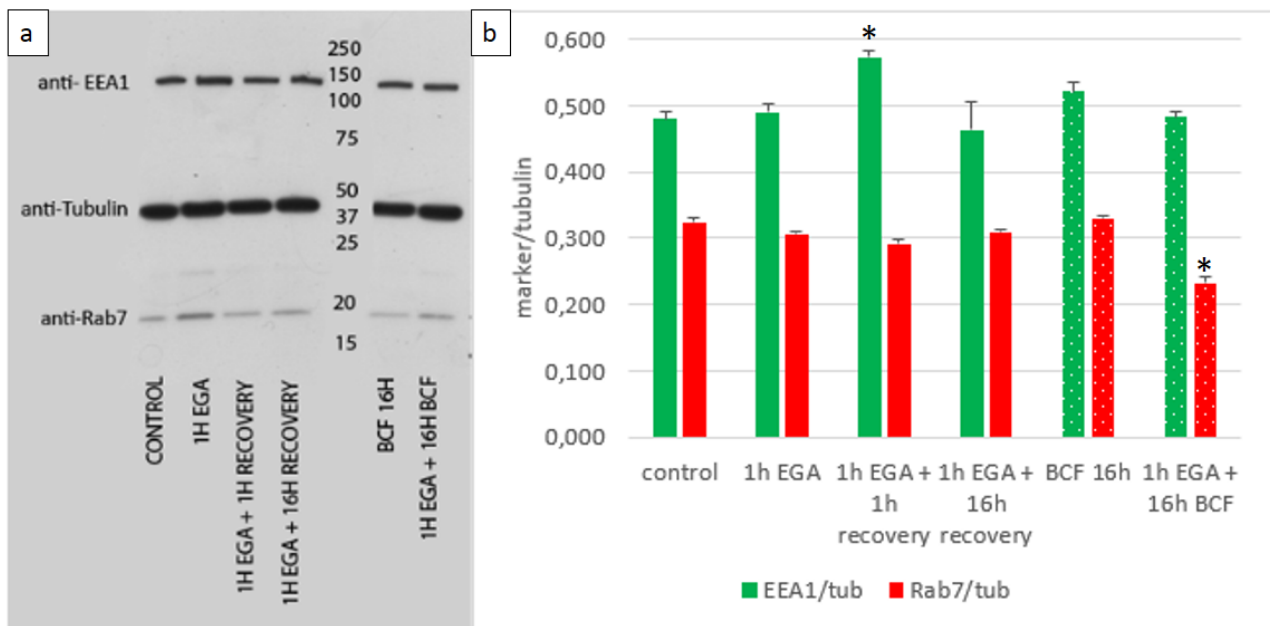 a
250
150
anti- EEA1
100
75
50
anti-Tubulin
37
25
20
anti-Rab7
15
CONTROL
1H EGA
1H EGA + 1H RECOVERY
1H EGA + 16H RECOVERY
BCF 16H
1H EGA + 16H BCF
b
marker/tubulin
0,600
0,500
0,400
0,300
0,200
0,100
0,000
*
*
control
1h EGA
1h EGA +
1h
recovery
1h EGA +
16h
recovery
BCF 16h
1h EGA +
16h BCF
EEA1/tub
Rab7/tub